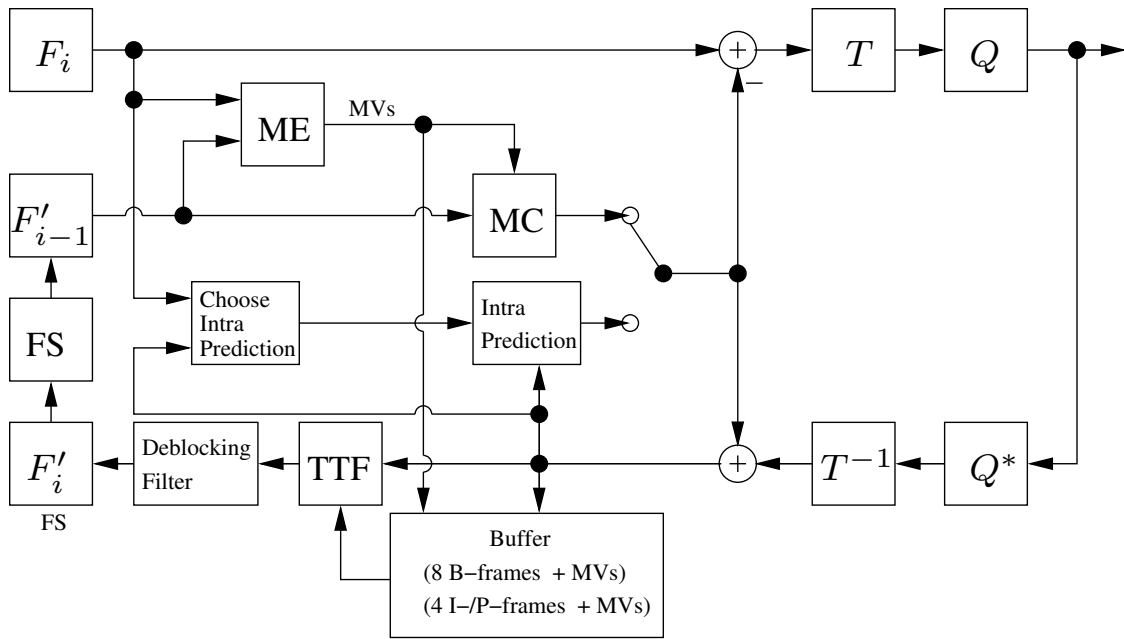 F_i
+
T
Q
−
ME
MVs
F'_{i−1}
MC
Choose
Intra
Prediction
Intra
Prediction
FS
F'_i
FS
Deblocking
Filter
TTF
+
T^{−1}
Q*
Buffer
(8 B−frames + MVs)
(4 I−/P−frames + MVs)